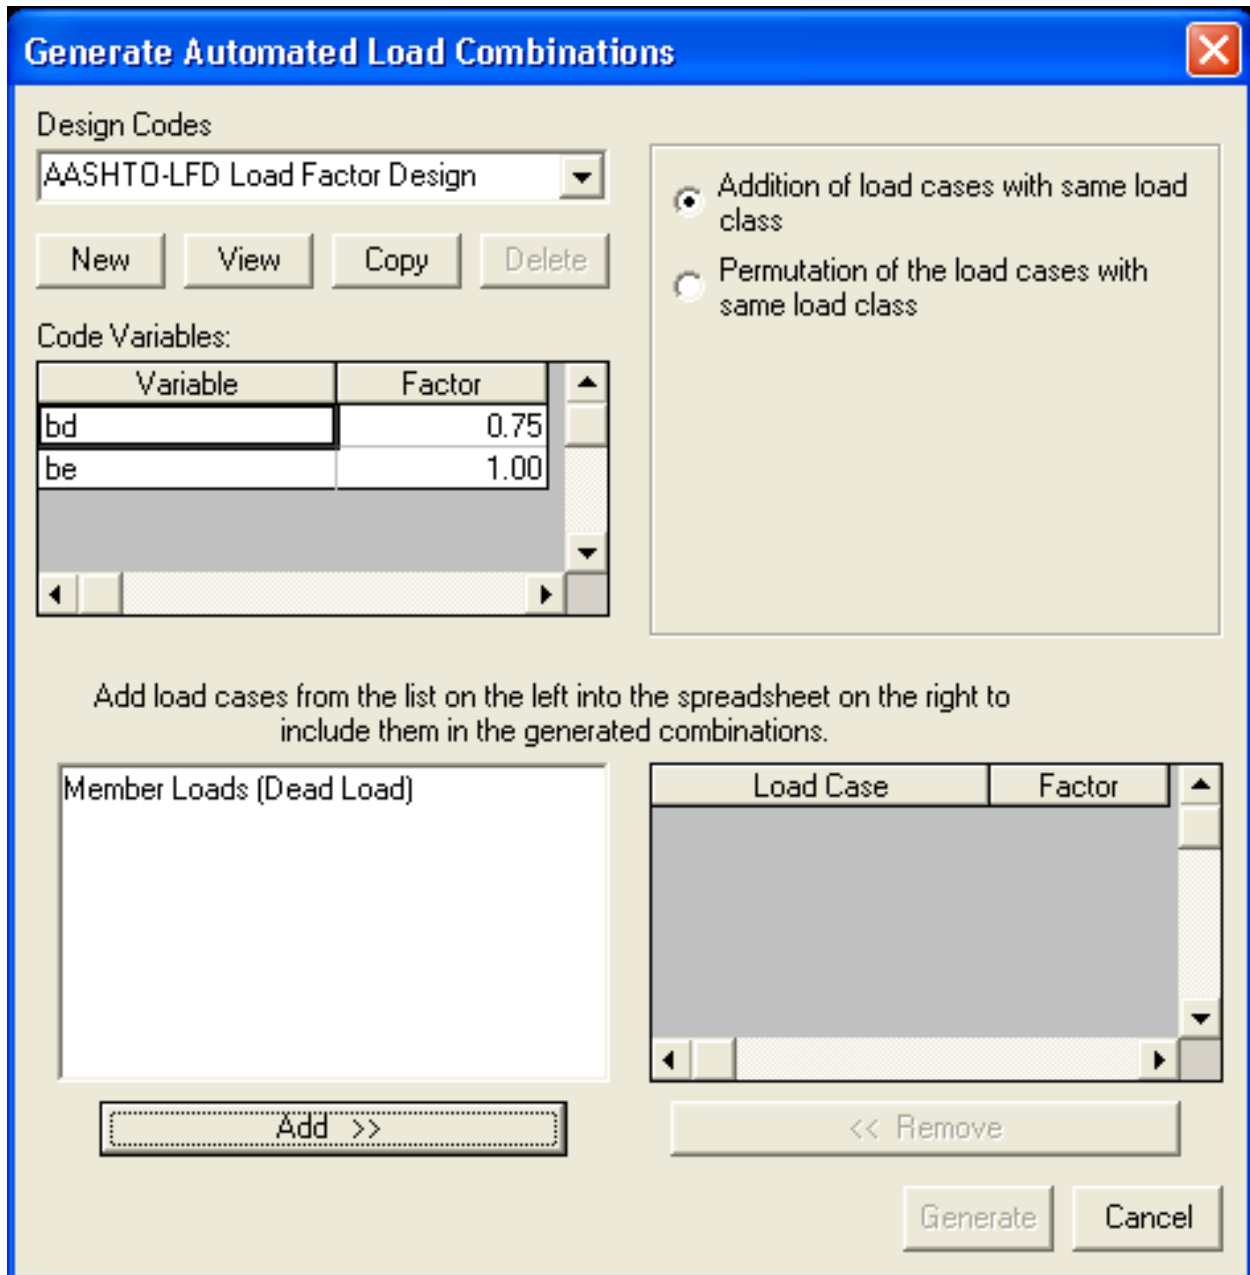 Generate Automated Load Combinations
Design Codes
AASHTO-LFD Load Factor Design
New View Copy Delete
Code Variables:
Variable Factor
bd 0.75
be 1.00
Addition of load cases with same load
class
Permutation of the load cases with
same load class
Add load cases from the list on the left into the spreadsheet on the right to
include them in the generated combinations.
Member Loads (Dead Load)
Load Case Factor
Add >>
<< Remove
Generate Cancel